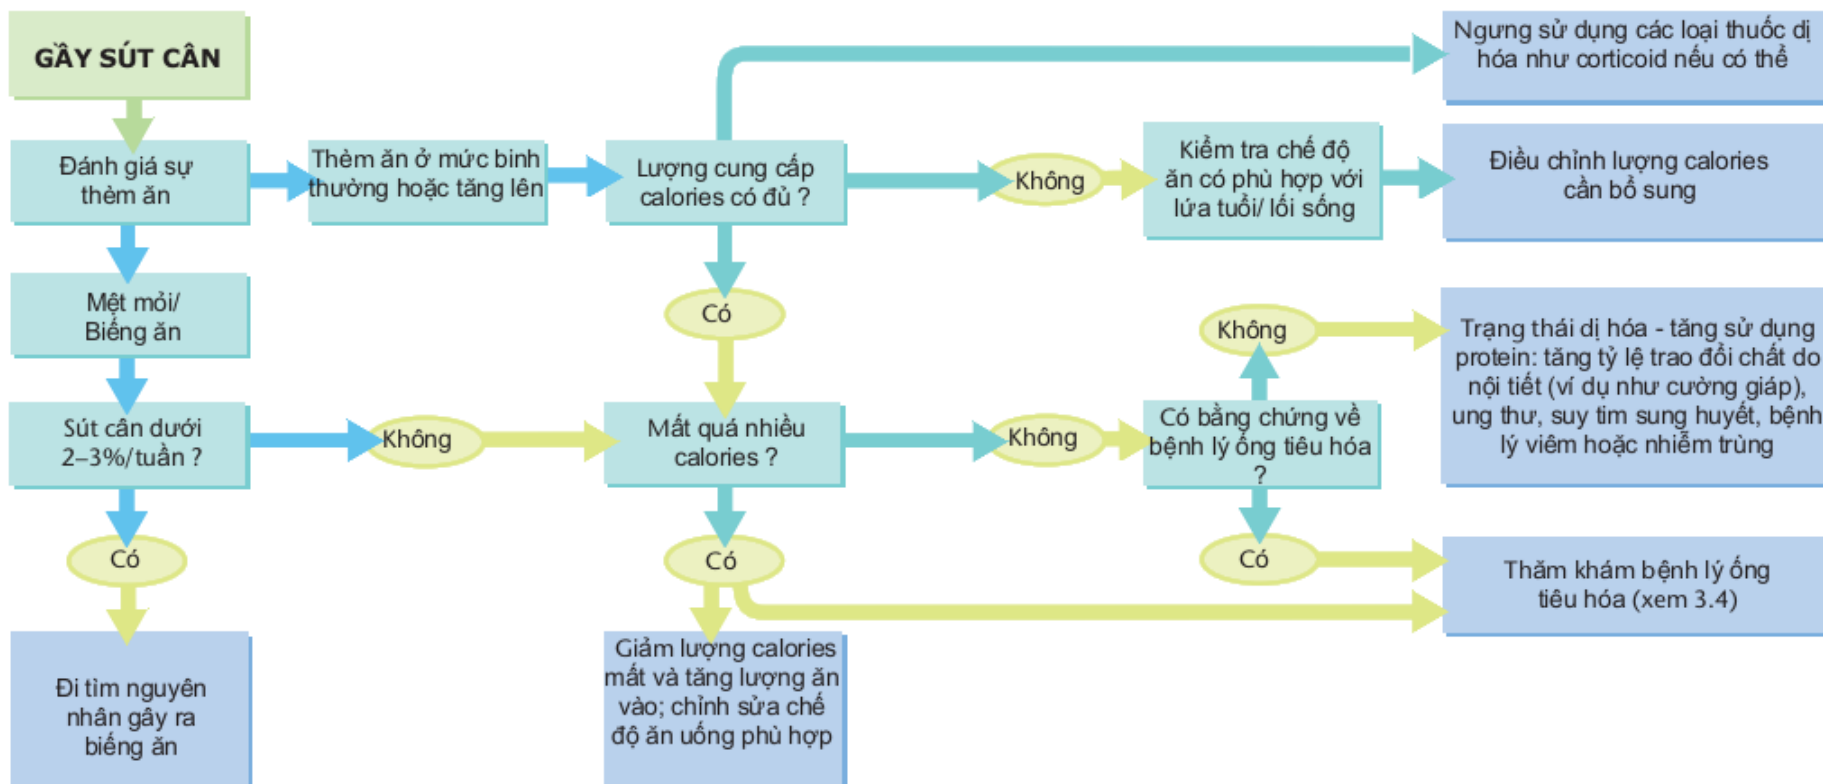 GẦY SÚT CÂN
Đánh giá sự
thèm ăn
Thèm ăn ở mức binh
thường hoặc tăng lên
Lượng cung cấp
calories có đủ ?
Không
Kiểm tra chế độ
ăn có phù hợp với
lứa tuổi/ lối sống
Ngưng sử dụng các loại thuốc dị
hóa như corticoid nếu có thể
Điều chỉnh lượng calories
cần bổ sung
Mệt mỏi/
Biếng ăn
Có
Sút cân dưới
2–3%/tuần ?
Không
Mất quá nhiều
calories ?
Không
Có bằng chứng về
bệnh lý ống tiêu hóa
?
Không
Trạng thái dị hóa - tăng sử dụng
protein: tăng tỷ lệ trao đổi chất do
nội tiết (ví dụ như cường giáp),
ung thư, suy tim sung huyết, bệnh
lý viêm hoặc nhiễm trùng
Có
Có
Có
Thăm khám bệnh lý ống
tiêu hóa (xem 3.4)
Đi tìm nguyên
nhân gây ra
biếng ăn
Giảm lượng calories
mất và tăng lượng ăn
vào; chỉnh sửa chế
độ ăn uống phù hợp